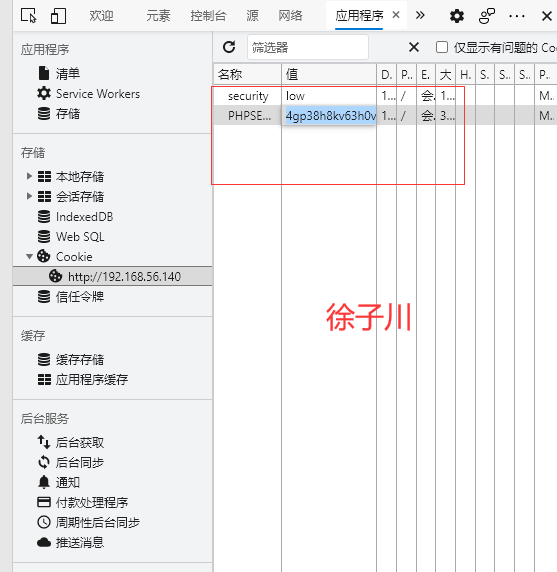 欢迎 元素 控制台 源 网络 应用程序
应用程序
清单
Service Workers
存储
存储
本地存储
会话存储
IndexedDB
Web SQL
Cookie
http://192.168.56.140
信任令牌
缓存
缓存存储
应用程序缓存
后台服务
后台获取
后台同步
通知
付款处理程序
周期性后台同步
推送消息
筛选器 仅显示有问题的 Coo
名称 值 D.. P.. E. 大 H. S.. S.. S.. P..
security low 1... / 会. 1... M..
PHPSE... 4gp38h8kv63h0v 1... / 会. 3... M..
徐子川